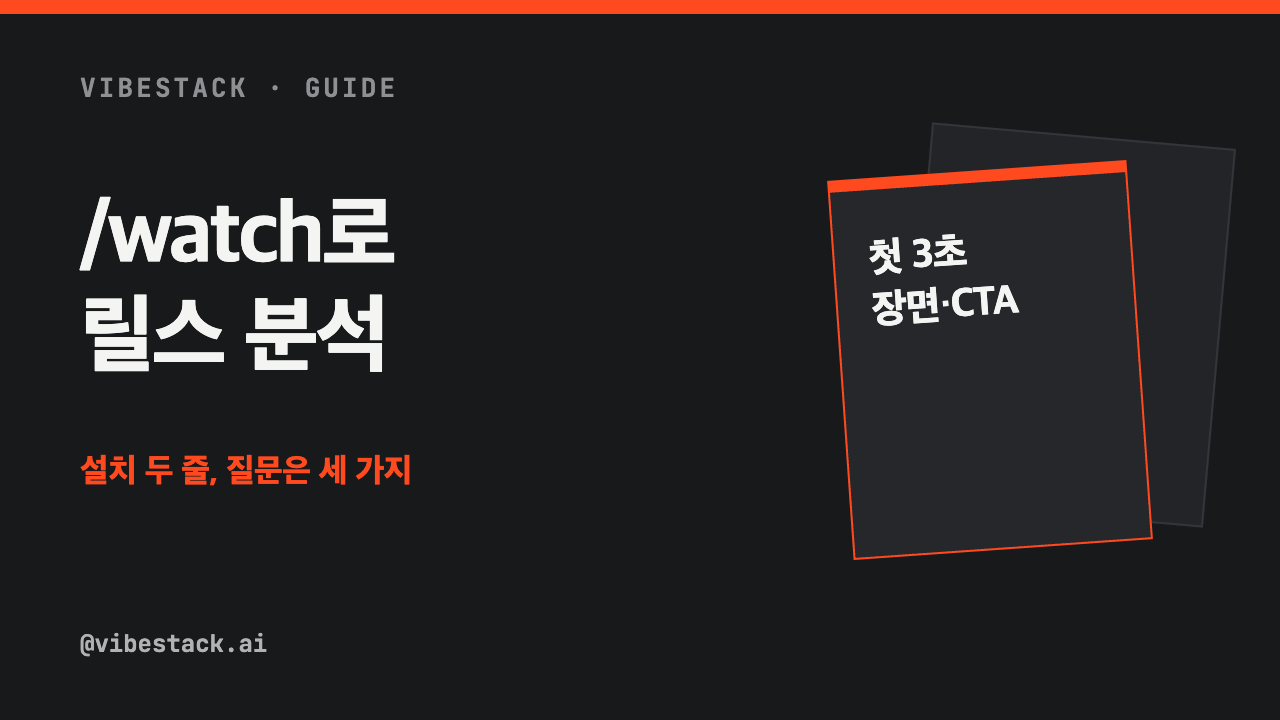 VIBESTACK · GUIDE
/watch로
릴스 분석
설치 두 줄, 질문은 세 가지
@vibestack.ai
첫 3초
장면·CTA